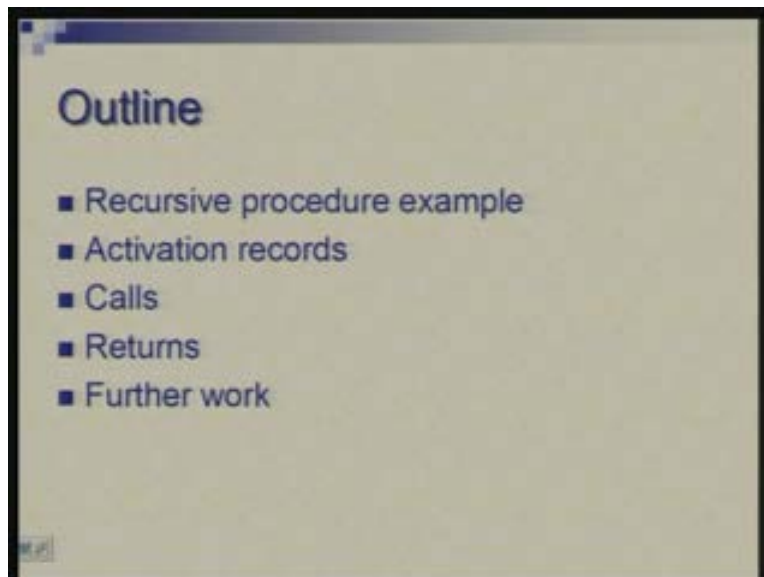 Outline
Recursive procedure example
Activation records
Calls
Returns
Further work